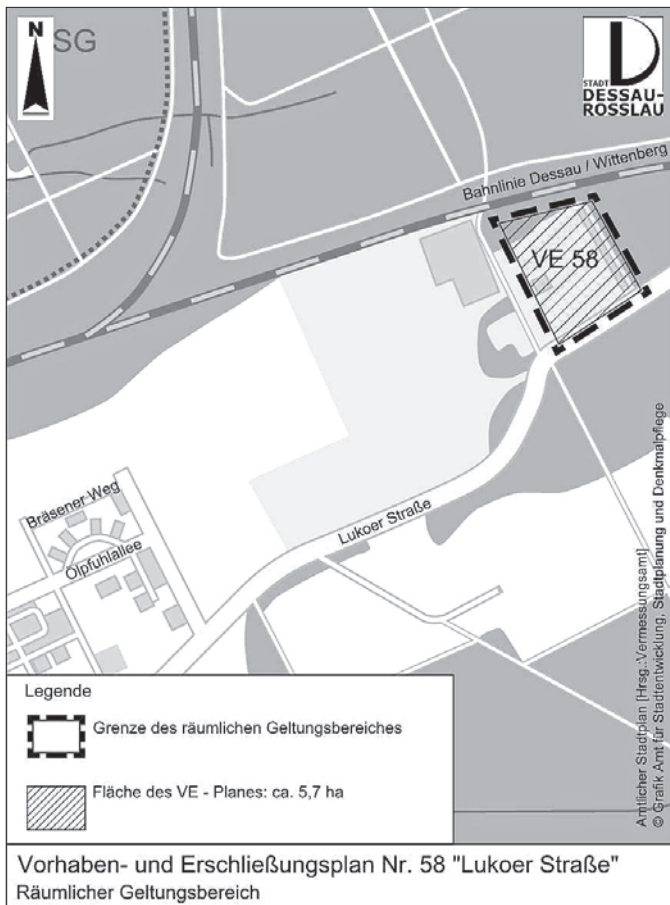 N
SG
STADT
DESSAU-
ROSSLAU
Bahnlinie Dessau / Wittenberg
VE 58
Bräsener Weg
Ölpfuhlallee
Lukoer Straße
Amtlicher Stadtplan [Hrsg.:Vermessungsamt]
© Grafik Amt für Stadtentwicklung, Stadtplanung und Denkmalpflege
Legende
Grenze des räumlichen Geltungsbereiches
Fläche des VE - Planes: ca. 5,7 ha
Vorhaben- und Erschließungsplan Nr. 58 "Lukoer Straße"
Räumlicher Geltungsbereich